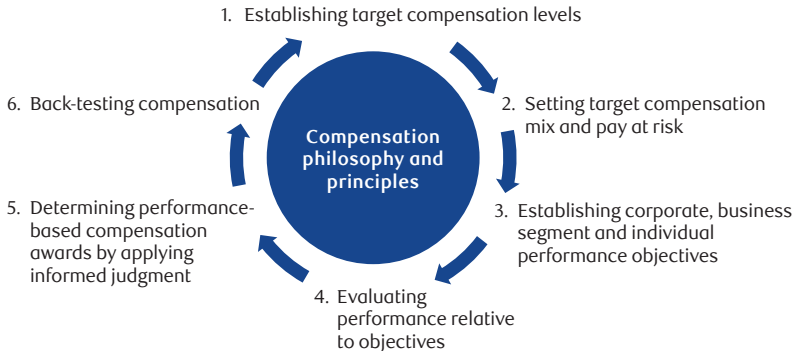 1. Establishing target compensation levels
2. Setting target compensation
mix and pay at risk
3. Establishing corporate, business
segment and individual
performance objectives
4. Evaluating
performance relative
to objectives
5. Determining performance-
based compensation
awards by applying
informed judgment
6. Back-testing compensation
Compensation
philosophy and
principles